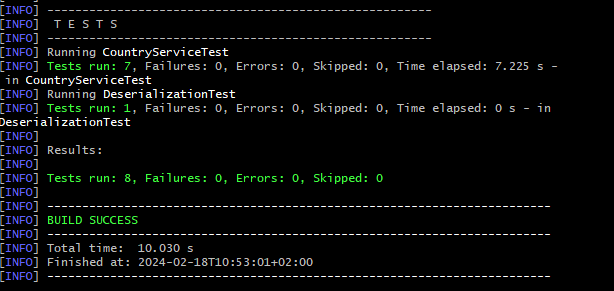 [INFO] -------------------------------------------------------
[INFO]  T E S T S
[INFO] -------------------------------------------------------
[INFO] Running CountryServiceTest
[INFO] Tests run: 7, Failures: 0, Errors: 0, Skipped: 0, Time elapsed: 7.225 s -
 in CountryServiceTest
[INFO] Running DeserializationTest
[INFO] Tests run: 1, Failures: 0, Errors: 0, Skipped: 0, Time elapsed: 0 s - in
DeserializationTest
[INFO]
[INFO] Results:
[INFO]
[INFO] Tests run: 8, Failures: 0, Errors: 0, Skipped: 0
[INFO]
[INFO] ------------------------------------------------------------------------
[INFO] BUILD SUCCESS
[INFO] ------------------------------------------------------------------------
[INFO] Total time:  10.030 s
[INFO] Finished at: 2024-02-18T10:53:01+02:00
[INFO] ------------------------------------------------------------------------